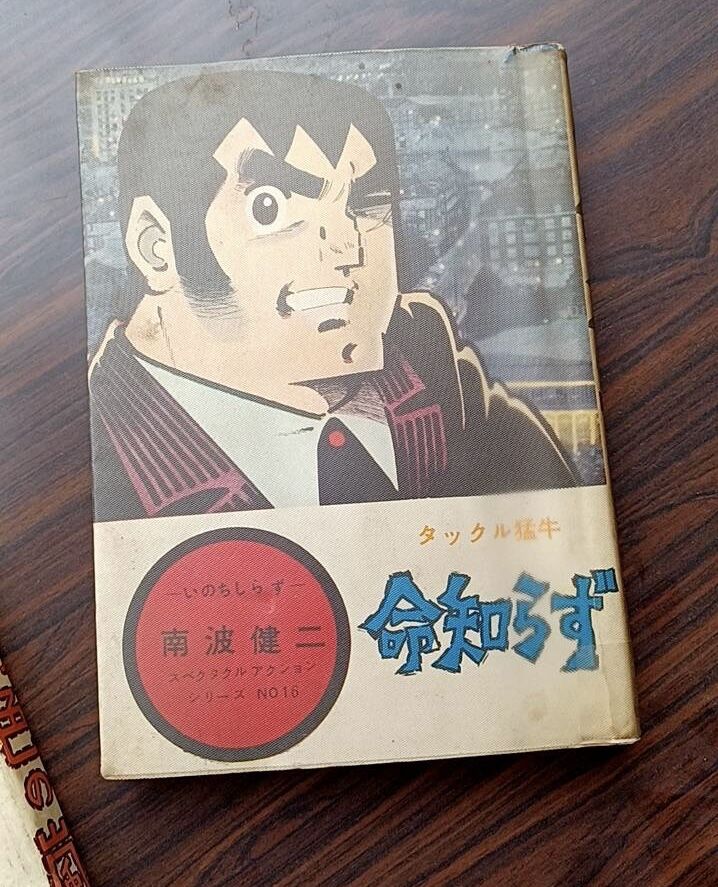 タックル猛牛
命知らず
―いのちしらず―
南波健二
スペクタクルアクション
シリーズ NO16